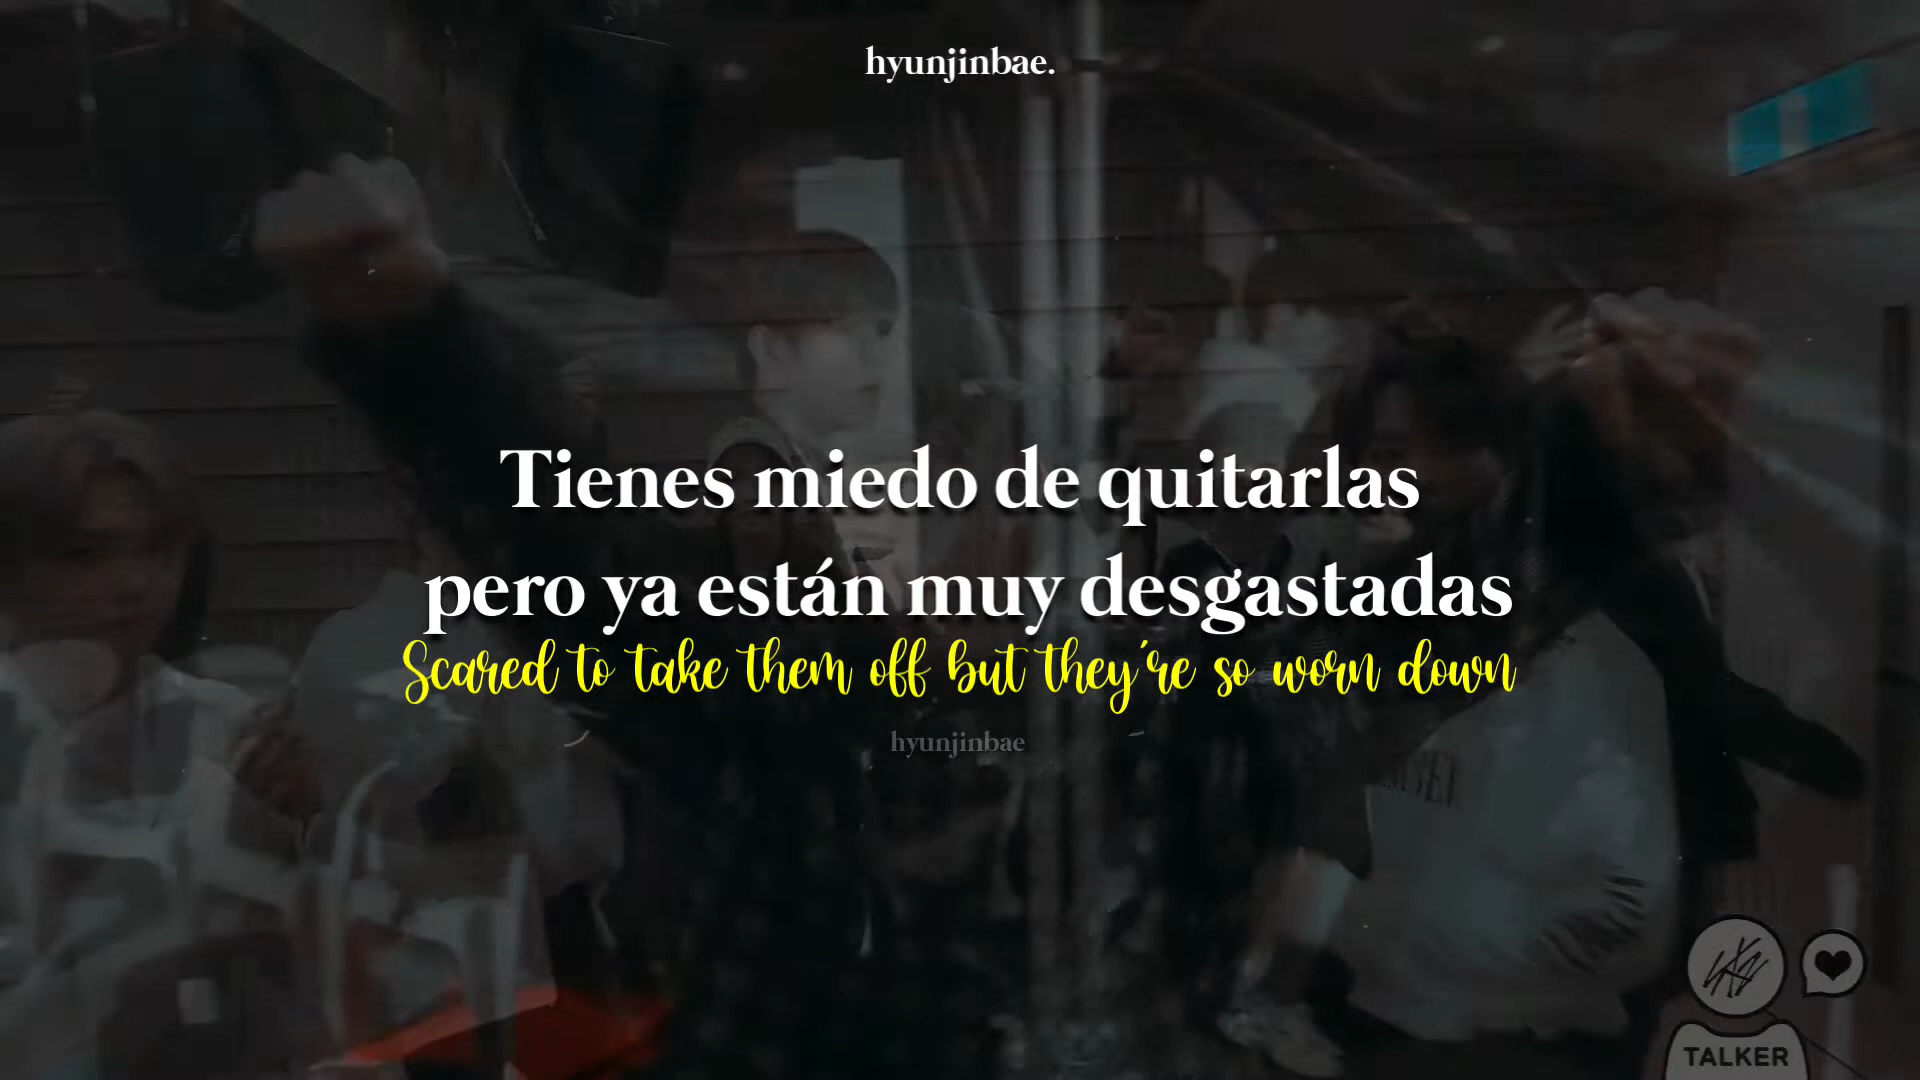 hyunjinbae.
Tienes miedo de quitarlas
pero ya están muy desgastadas
Scared to take them off but they're so worn down
hyunjinbae
TALKER